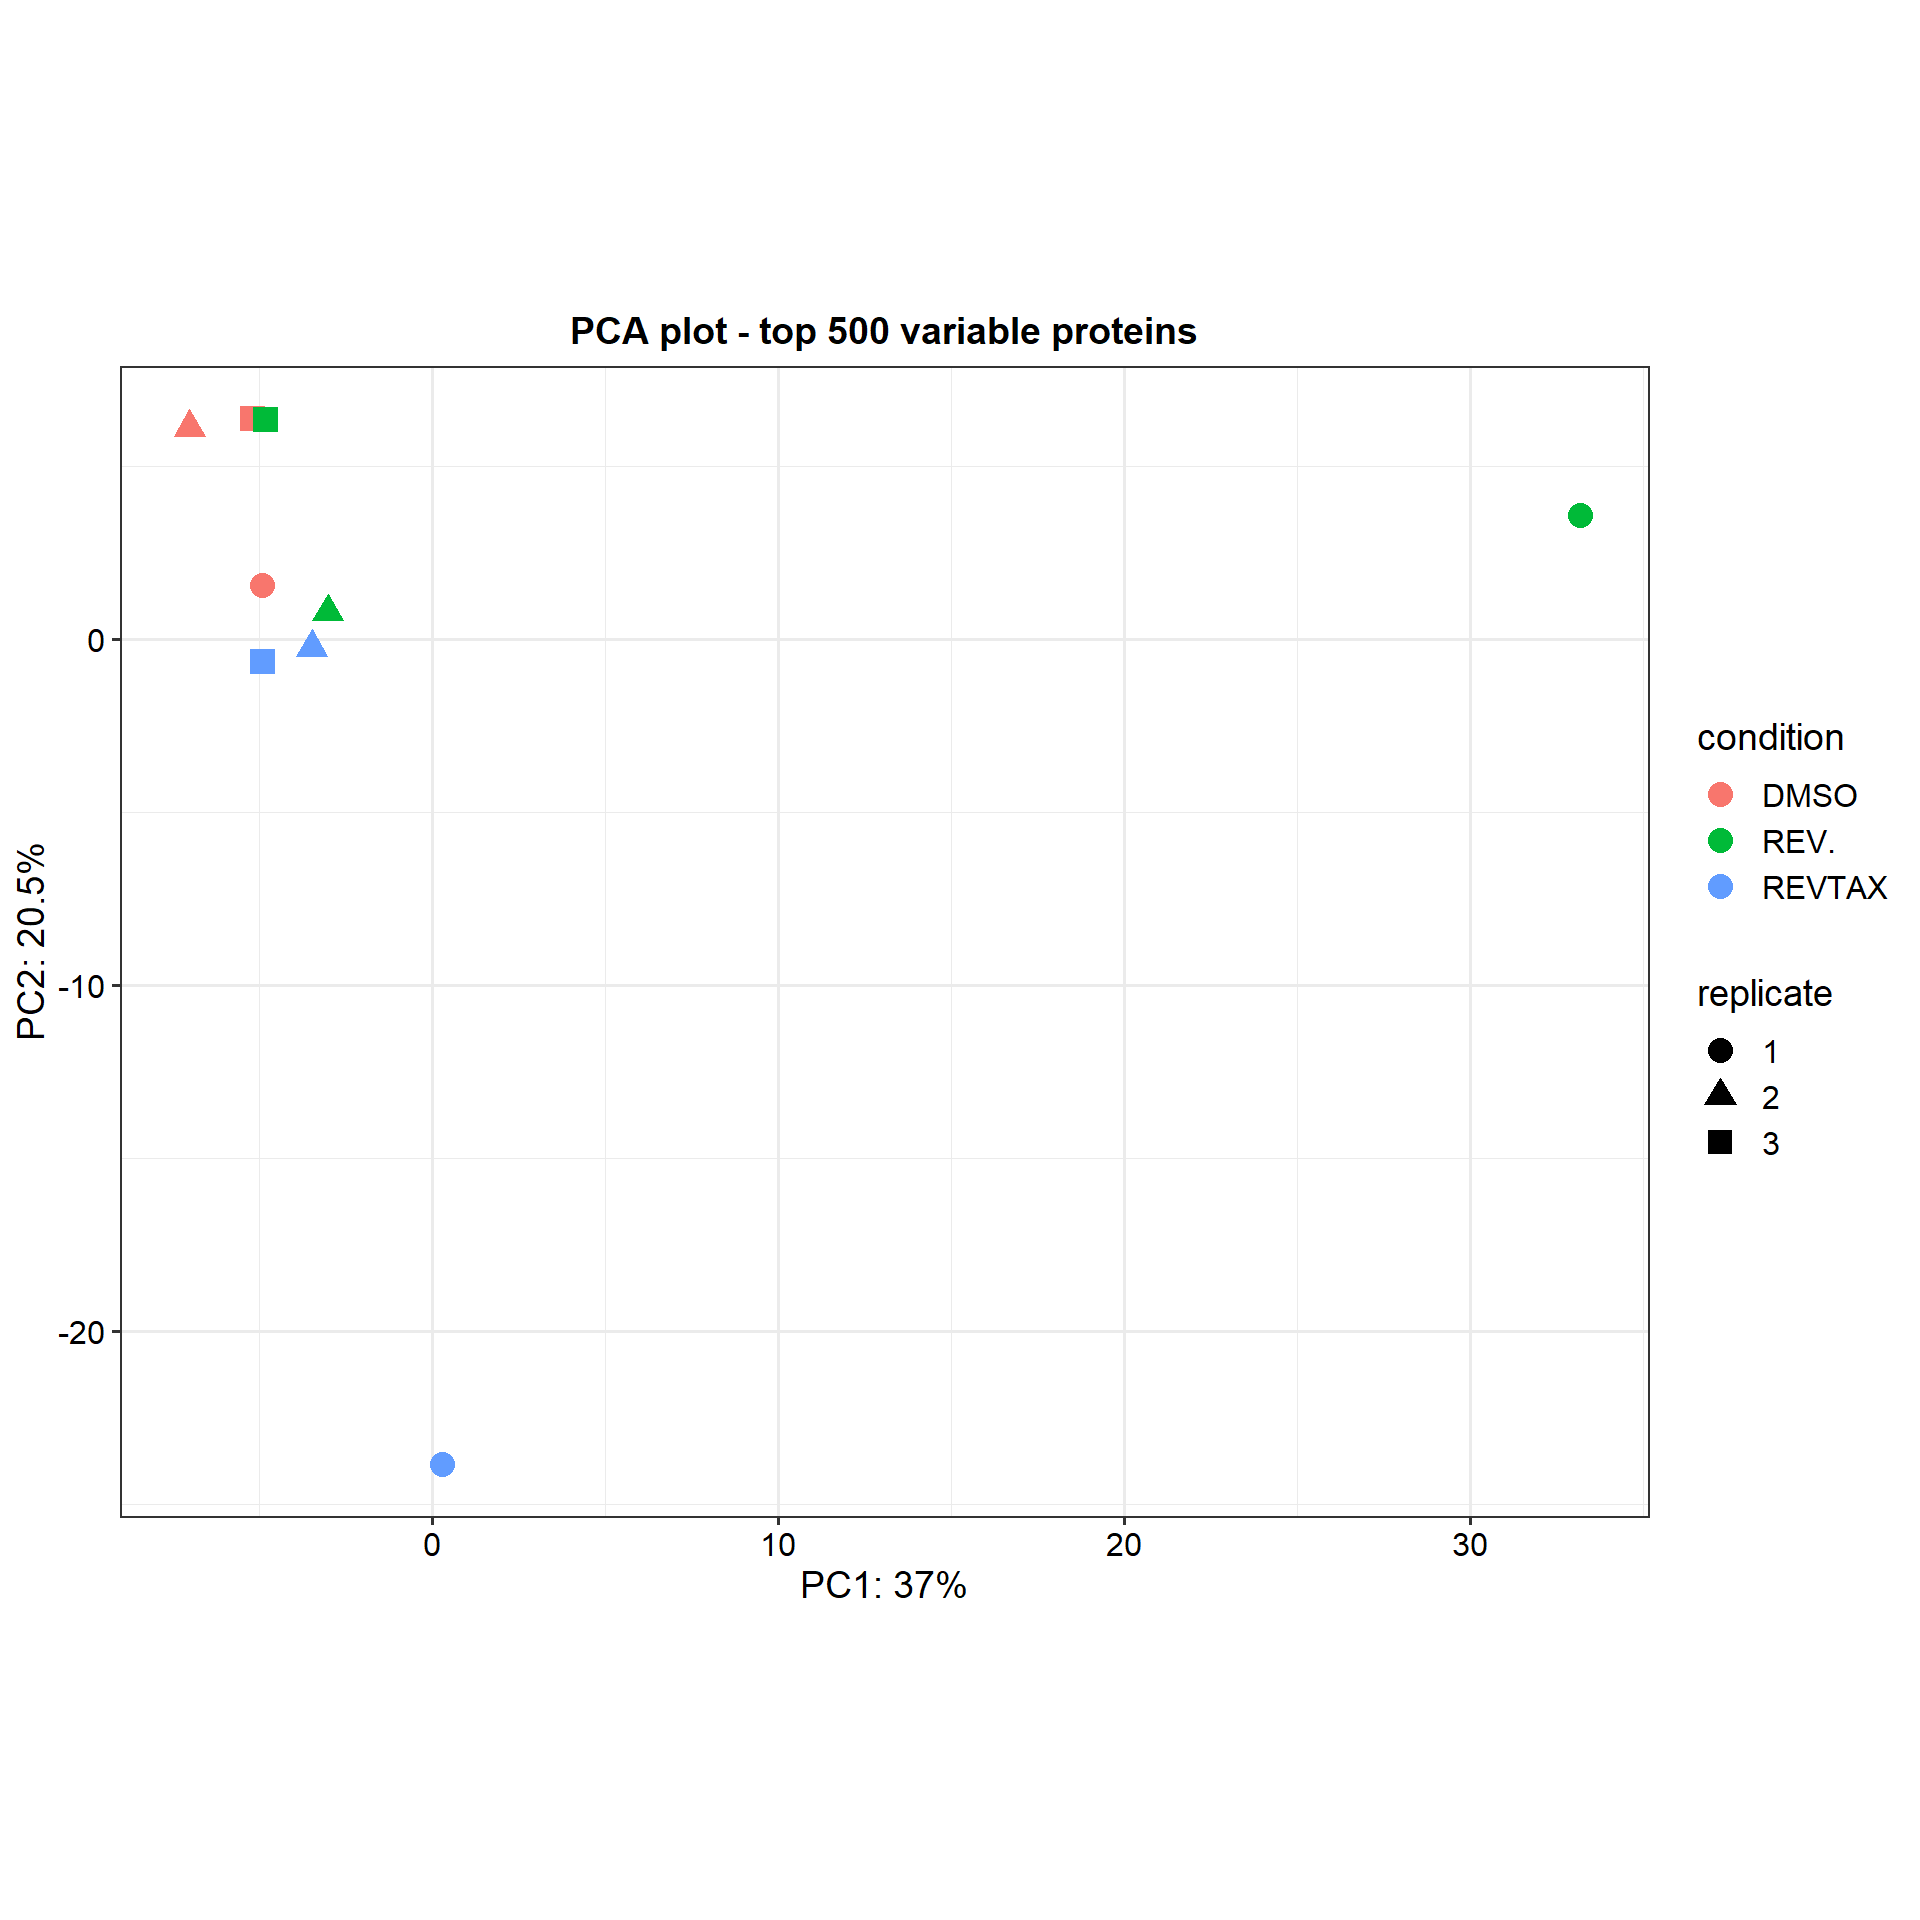 PCA plot - top 500 variable proteins
0
-10
-20
PC2: 20.5%
0
10
20
30
PC1: 37%
condition
DMSO
REV.
REVTAX
replicate
1
2
3